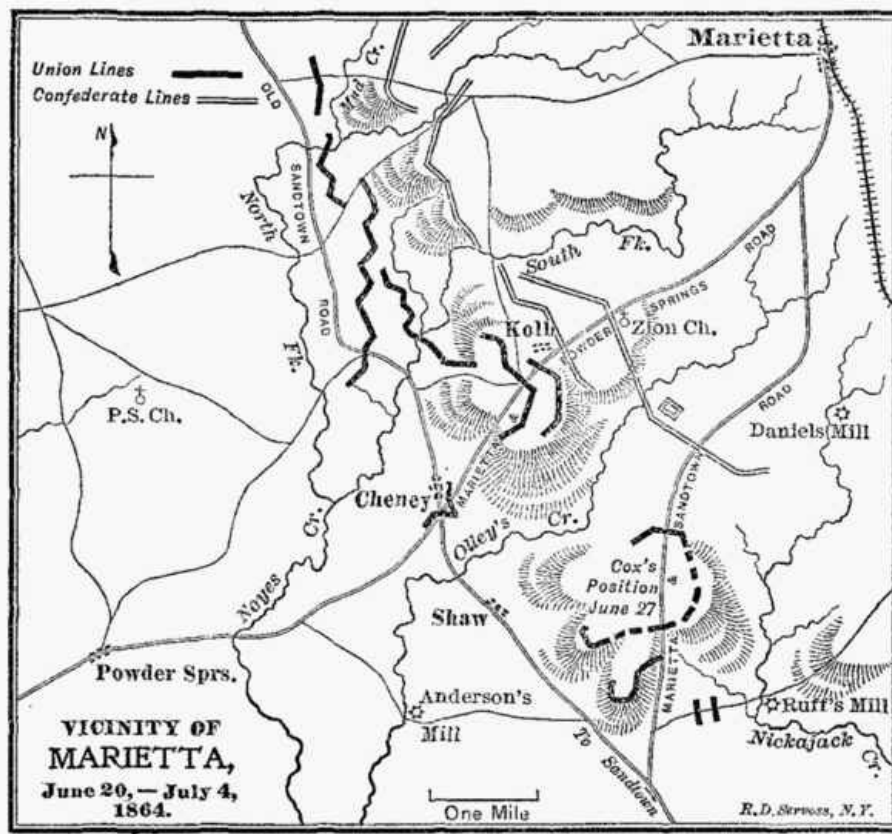 Marietta
Union Lines
Confederate Lines
N
OLD
SANDTOWN
ROAD
Mud
Cr.
North
Fk.
Cr.
Noyes
South
Fk.
Kolb
MARIETTA &
POWDER SPRINGS ROAD
Zion Ch.
P.S. Ch.
Daniels Mill
MARIETTA & SANDTOWN ROAD
Cheney
Olley's
Cr.
Cox's
Position
June 27
Shaw
Powder Sprs.
Anderson's
Mill
Ruff's Mill
Nickajack
Cr.
To Sandtown
VICINITY OF
MARIETTA,
June 20,—July 4,
1864.
One Mile
R.D. Servoss, N.Y.